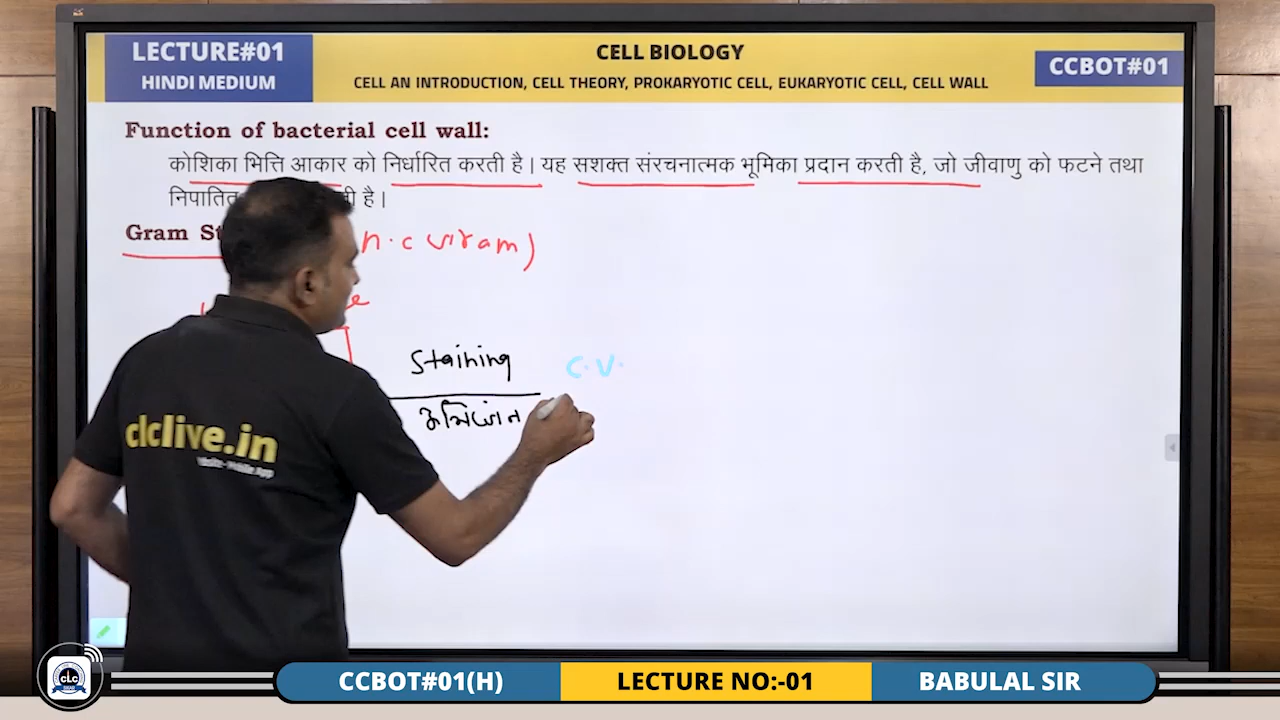 LECTURE#01
HINDI MEDIUM
CELL BIOLOGY
CELL AN INTRODUCTION, CELL THEORY, PROKARYOTIC CELL, EUKARYOTIC CELL, CELL WALL
CCBOT#01
Function of bacterial cell wall:
कोशिका भित्ति आकार को निर्धारित करती है। यह सशक्त संरचनात्मक भूमिका प्रदान करती है, जो जीवाणु को फटने तथा
निपातित है।
Gram
Staining
C.V.
clclive.in
CLC
SIKAR
CCBOT#01(H)
LECTURE NO:-01
BABULAL SIR